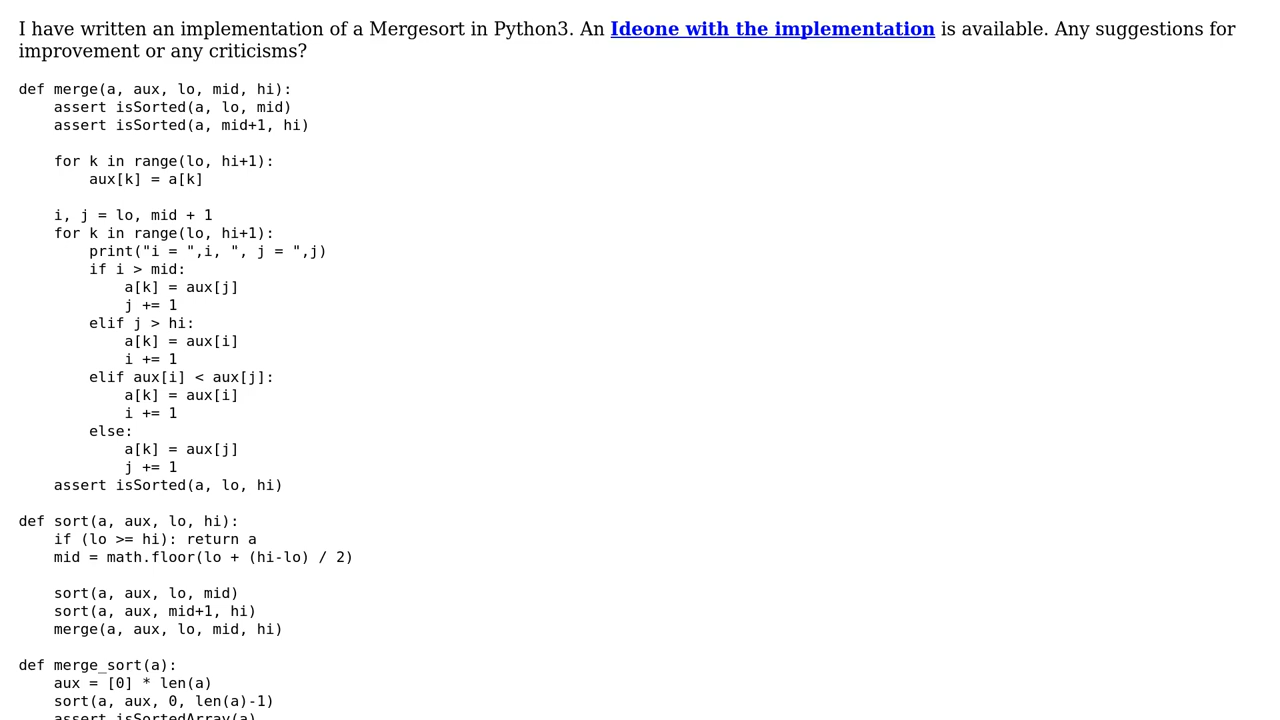 I have written an implementation of a Mergesort in Python3. An Ideone with the implementation is available. Any suggestions for
improvement or any criticisms?
def merge(a, aux, lo, mid, hi):
    assert isSorted(a, lo, mid)
    assert isSorted(a, mid+1, hi)

    for k in range(lo, hi+1):
        aux[k] = a[k]

    i, j = lo, mid + 1
    for k in range(lo, hi+1):
        print("i = ",i, ", j = ",j)
        if i > mid:
            a[k] = aux[j]
            j += 1
        elif j > hi:
            a[k] = aux[i]
            i += 1
        elif aux[i] < aux[j]:
            a[k] = aux[i]
            i += 1
        else:
            a[k] = aux[j]
            j += 1
    assert isSorted(a, lo, hi)

def sort(a, aux, lo, hi):
    if (lo >= hi): return a
    mid = math.floor(lo + (hi-lo) / 2)

    sort(a, aux, lo, mid)
    sort(a, aux, mid+1, hi)
    merge(a, aux, lo, mid, hi)

def merge_sort(a):
    aux = [0] * len(a)
    sort(a, aux, 0, len(a)-1)
    assert isSortedArray(a)